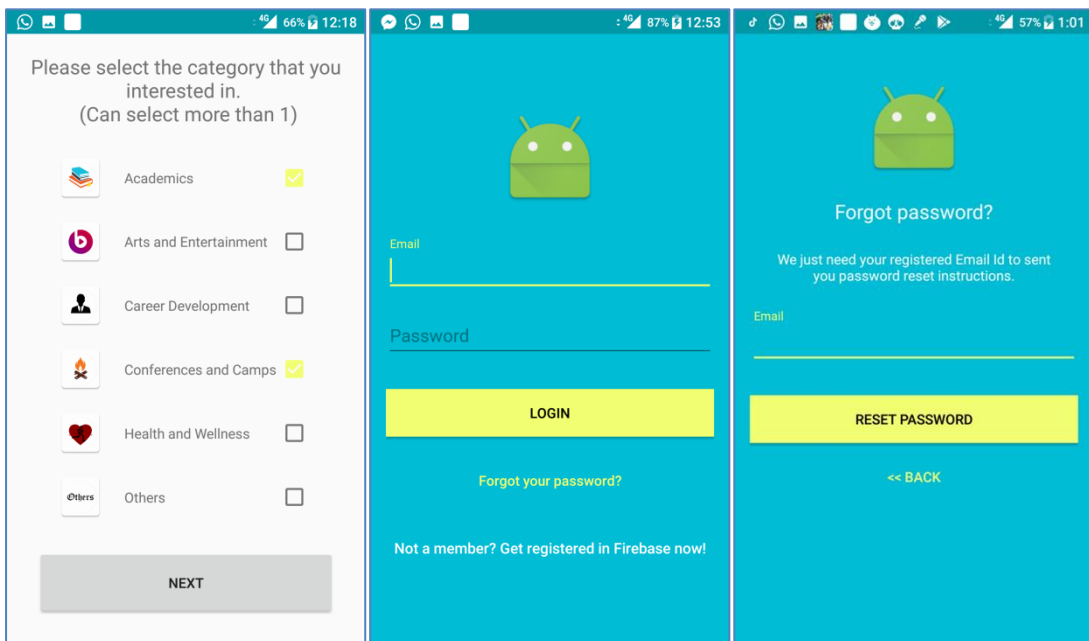 4G 66% 12:18
Please select the category that you
interested in.
(Can select more than 1)
Academics
Arts and Entertainment
Career Development
Conferences and Camps
Health and Wellness
Others Others
NEXT
4G 87% 12:53
Email
Password
LOGIN
Forgot your password?
Not a member? Get registered in Firebase now!
4G 57% 1:01
Forgot password?
We just need your registered Email Id to sent
you password reset instructions.
Email
RESET PASSWORD
<< BACK